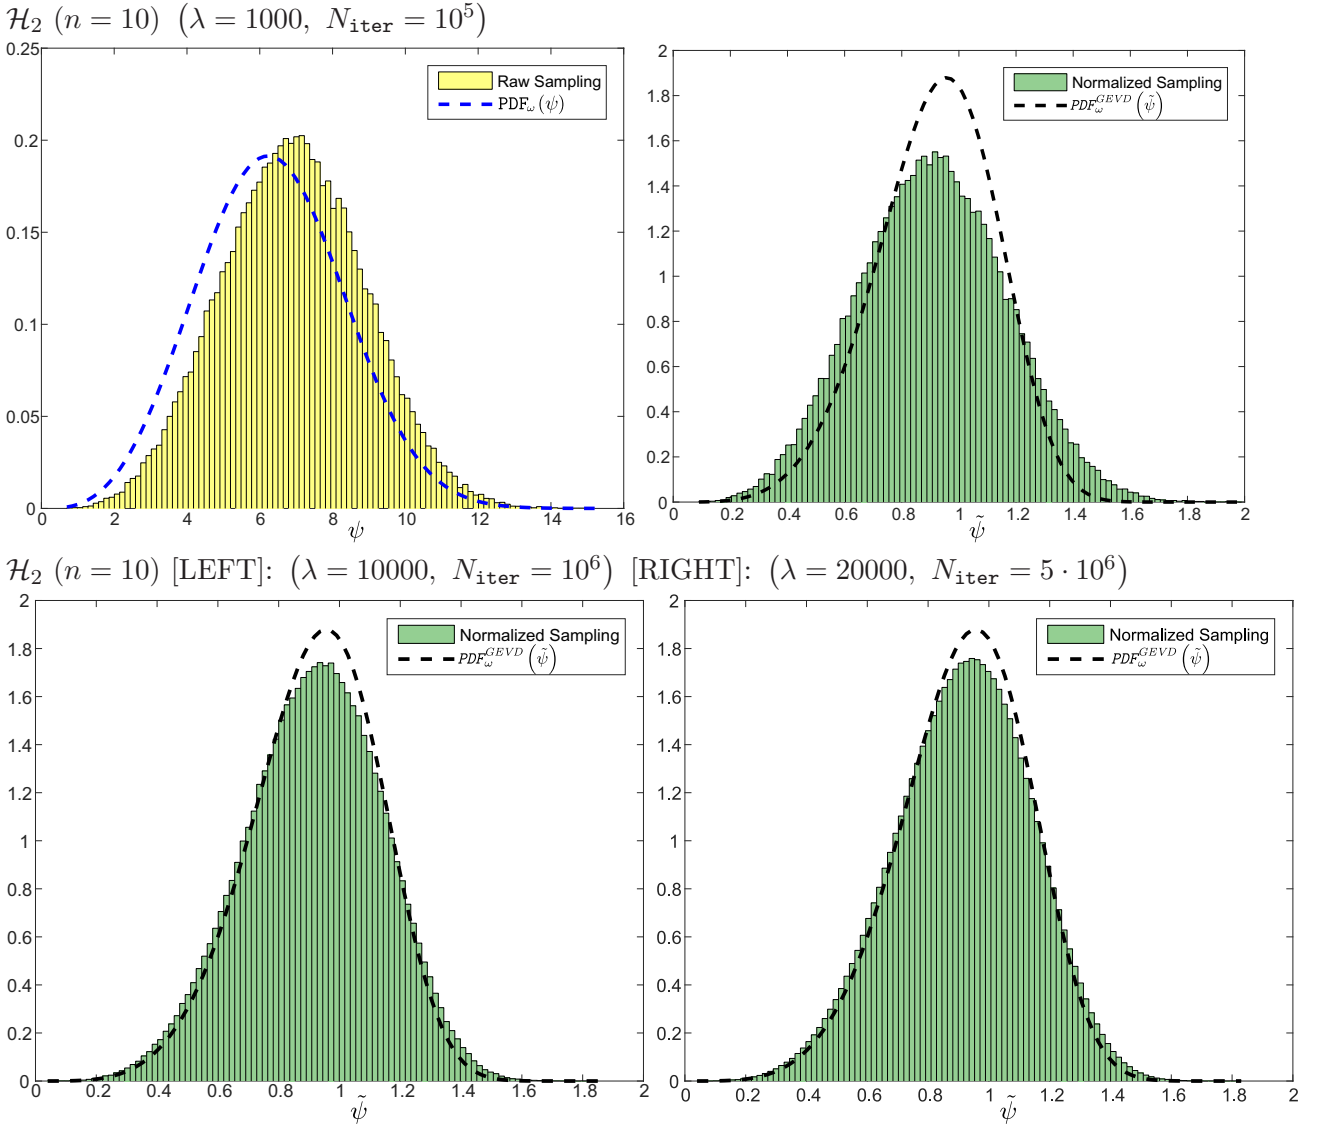 ℋ₂ (n = 10) (λ = 1000, N_iter = 10⁵)
0.25
0.2
0.15
0.1
0.05
0
0 2 4 6 8 10 12 14 16
ψ
Raw Sampling
PDF_ω(ψ)
2
1.8
1.6
1.4
1.2
1
0.8
0.6
0.4
0.2
0
0 0.2 0.4 0.6 0.8 1 1.2 1.4 1.6 1.8 2
ψ̃
Normalized Sampling
PDF_ω^GEVD(ψ̃)
ℋ₂ (n = 10) [LEFT]: (λ = 10000, N_iter = 10⁶) [RIGHT]: (λ = 20000, N_iter = 5 · 10⁶)
2
1.8
1.6
1.4
1.2
1
0.8
0.6
0.4
0.2
0
0 0.2 0.4 0.6 0.8 1 1.2 1.4 1.6 1.8 2
ψ̃
Normalized Sampling
PDF_ω^GEVD(ψ̃)
2
1.8
1.6
1.4
1.2
1
0.8
0.6
0.4
0.2
0
0 0.2 0.4 0.6 0.8 1 1.2 1.4 1.6 1.8 2
ψ̃
Normalized Sampling
PDF_ω^GEVD(ψ̃)